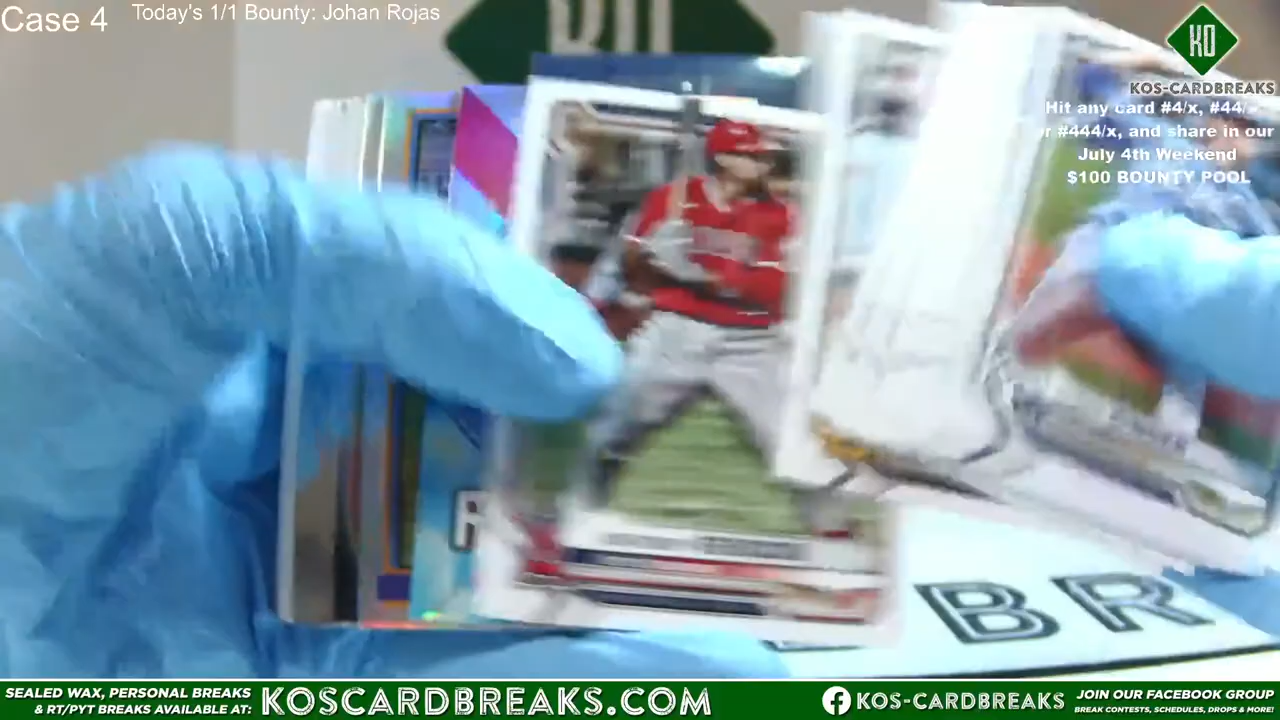 Case 4
Today's 1/1 Bounty: Johan Rojas
KO
KOS-CARDBREAKS
Hit any card #4/x, #44/x
r #444/x, and share in our
July 4th Weekend
$100 BOUNTY POOL
BR
SEALED WAX, PERSONAL BREAKS
& RT/PYT BREAKS AVAILABLE AT:
KOSCARDBREAKS.COM
KOS-CARDBREAKS
JOIN OUR FACEBOOK GROUP
BREAK CONTESTS, SCHEDULES, DROPS & MORE!